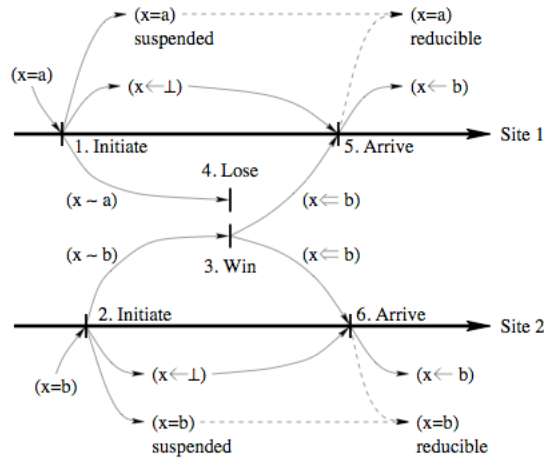 (x=a)
suspended
(x=a)
reducible
(x=a)
(x←⊥)
(x← b)
1. Initiate
5. Arrive
Site 1
4. Lose
(x ~ a)
(x⇐ b)
(x ~ b)
3. Win
(x⇐ b)
2. Initiate
6. Arrive
Site 2
(x=b)
(x←⊥)
(x← b)
(x=b)
suspended
(x=b)
reducible